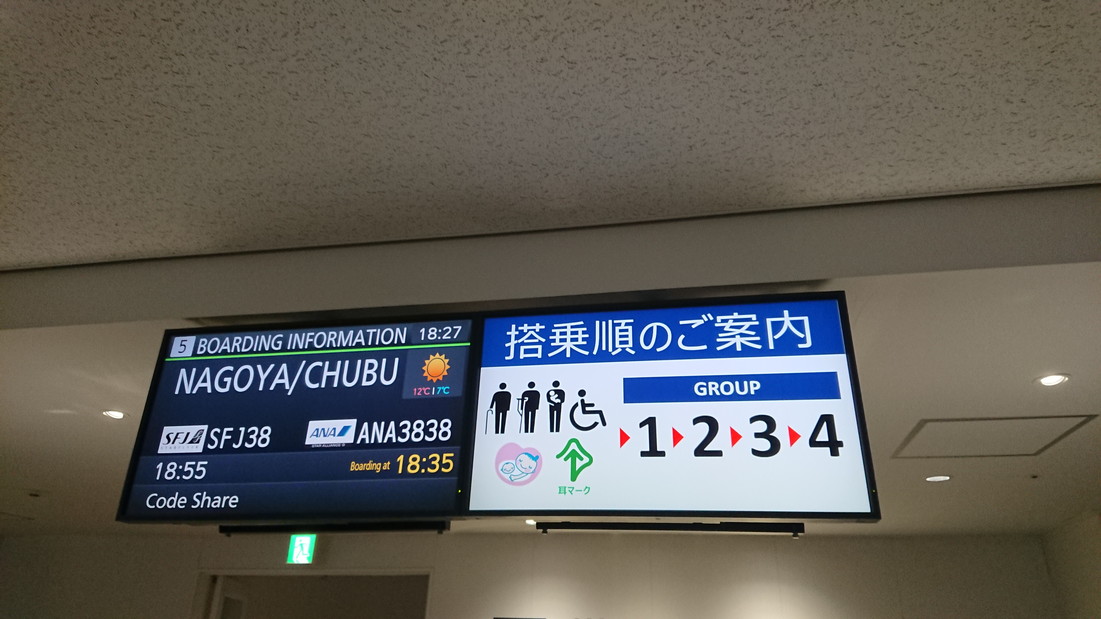 5 BOARDING INFORMATION 18:27
NAGOYA/CHUBU
12℃ | 7℃
SFJ SFJ38 ANA ANA3838
18:55 Boarding at 18:35
Code Share
搭乗順のご案内
GROUP
1 2 3 4
耳マーク